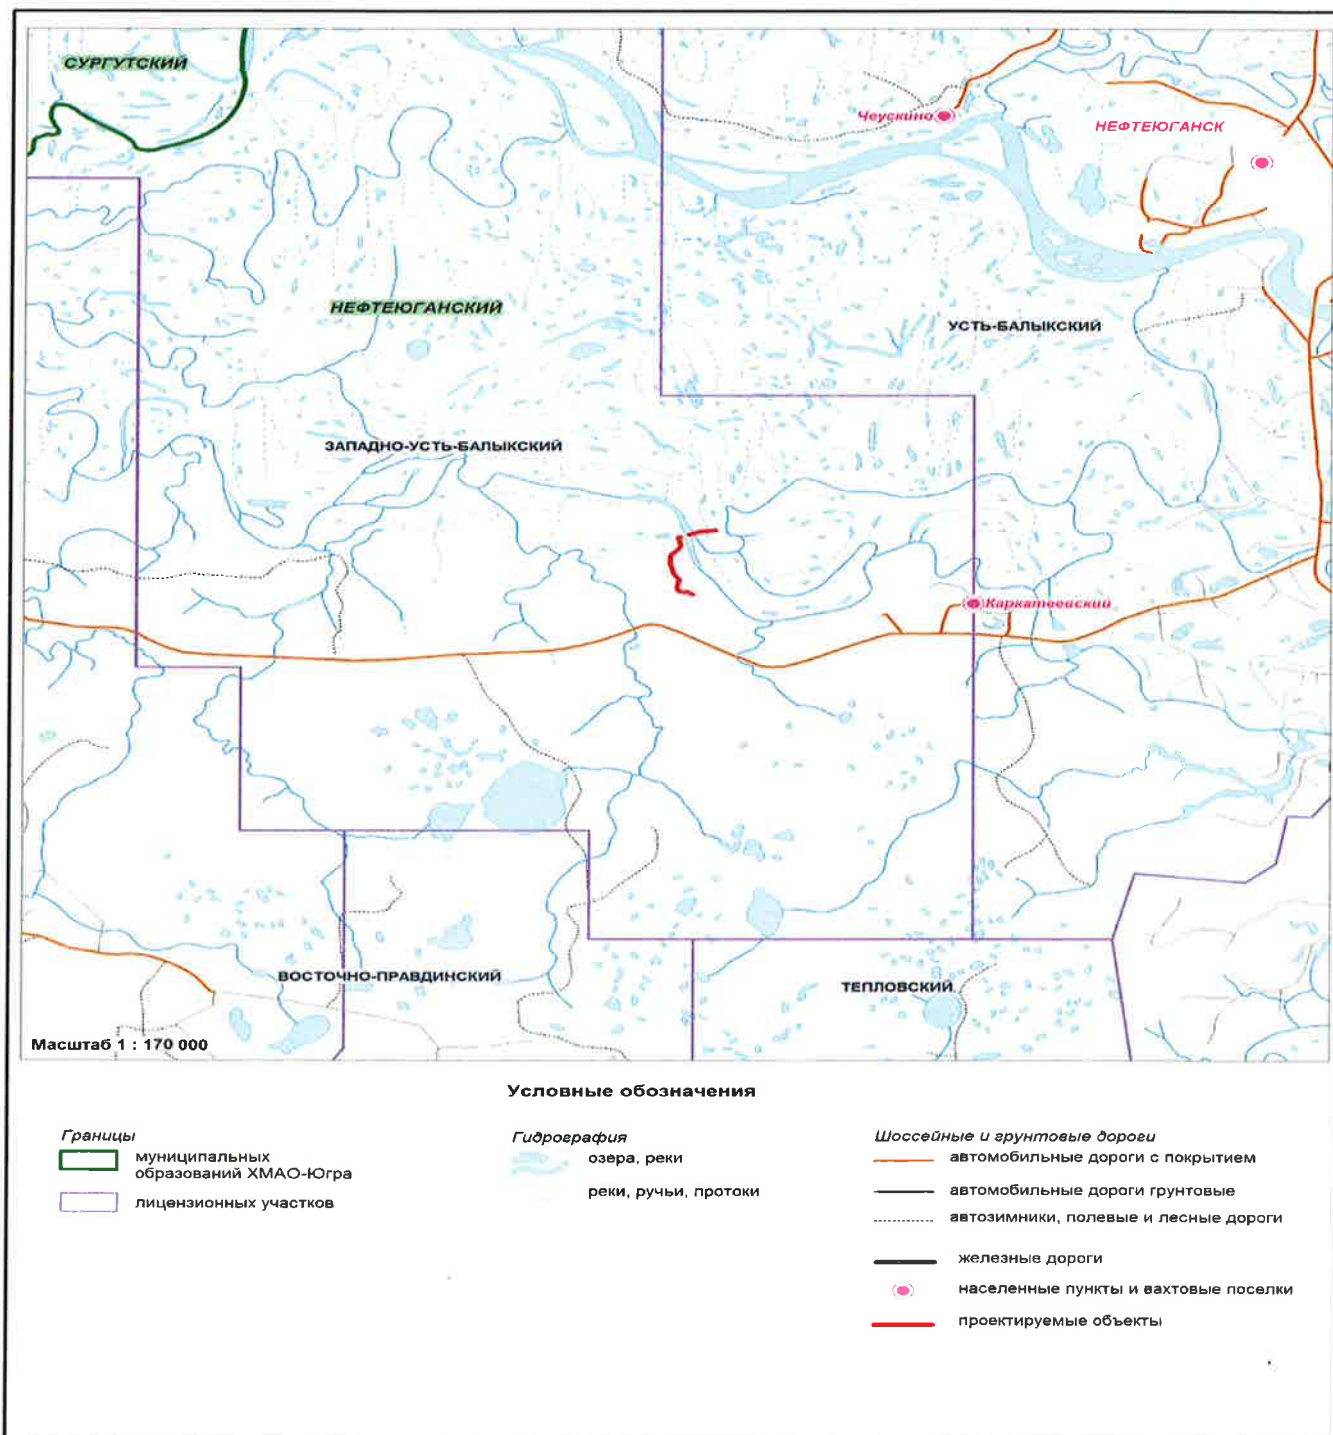 СУРГУТСКИЙ
Чеускино
НЕФТЕЮГАНСК
НЕФТЕЮГАНСКИЙ
УСТЬ-БАЛЫКСКИЙ
ЗАПАДНО-УСТЬ-БАЛЫКСКИЙ
Каркатеевский
ВОСТОЧНО-ПРАВДИНСКИЙ
ТЕПЛОВСКИЙ
Масштаб 1 : 170 000
Условные обозначения
Границы
муниципальных
образований ХМАО-Югра
лицензионных участков
Гидрография
озера, реки
реки, ручьи, протоки
Шоссейные и грунтовые дороги
автомобильные дороги с покрытием
автомобильные дороги грунтовые
автозимники, полевые и лесные дороги
железные дороги
населенные пункты и вахтовые поселки
проектируемые объекты